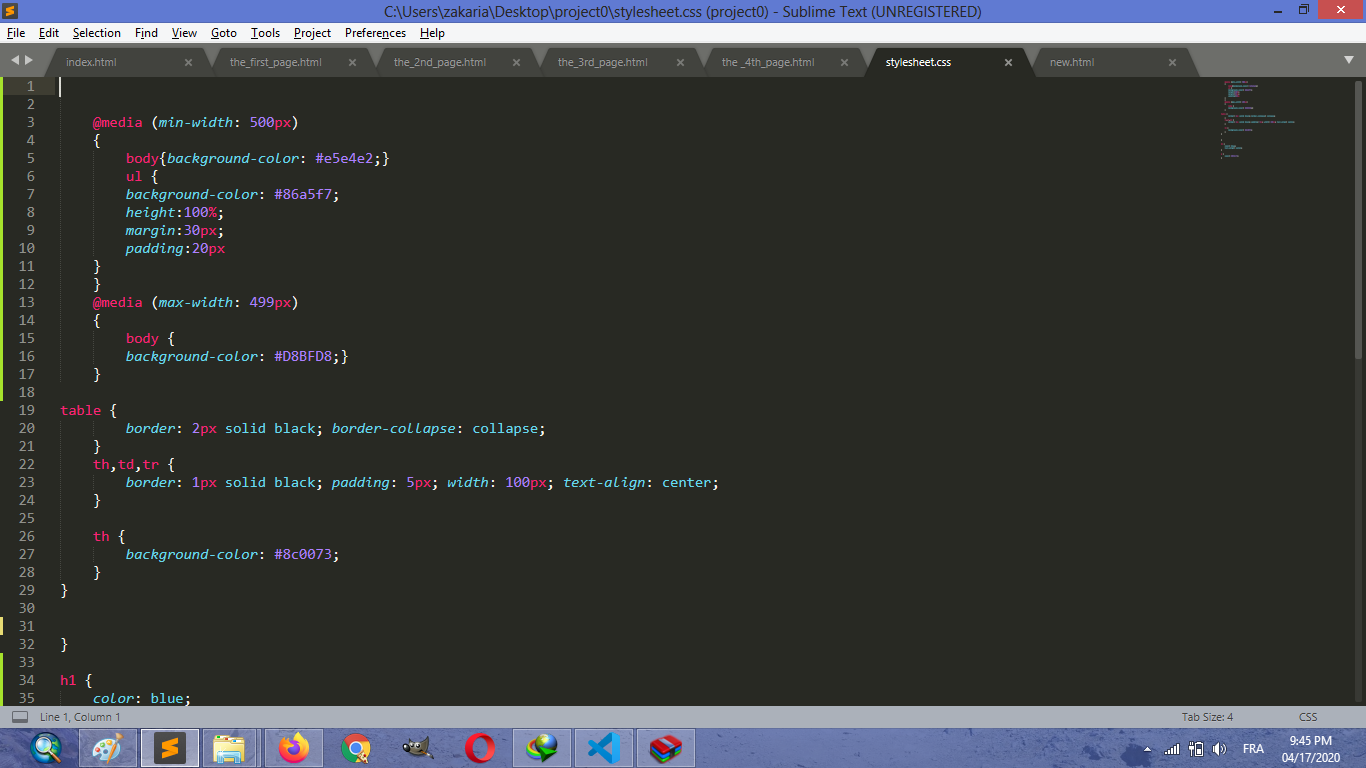 C:\Users\zakaria\Desktop\project0\stylesheet.css (project0) - Sublime Text (UNREGISTERED)
File Edit Selection Find View Goto Tools Project Preferences Help
index.html the_first_page.html the_2nd_page.html the_3rd_page.html the _4th_page.html stylesheet.css new.html
1
2
3 @media (min-width: 500px)
4 {
5 body{background-color: #e5e4e2;}
6 ul {
7 background-color: #86a5f7;
8 height:100%;
9 margin:30px;
10 padding:20px
11 }
12 }
13 @media (max-width: 499px)
14 {
15 body {
16 background-color: #D8BFD8;}
17 }
18
19 table {
20 border: 2px solid black; border-collapse: collapse;
21 }
22 th,td,tr {
23 border: 1px solid black; padding: 5px; width: 100px; text-align: center;
24 }
25
26 th {
27 background-color: #8c0073;
28 }
29 }
30
31
32 }
33
34 h1 {
35 color: blue;
Line 1, Column 1 Tab Size: 4 CSS
FRA 9:45 PM
04/17/2020